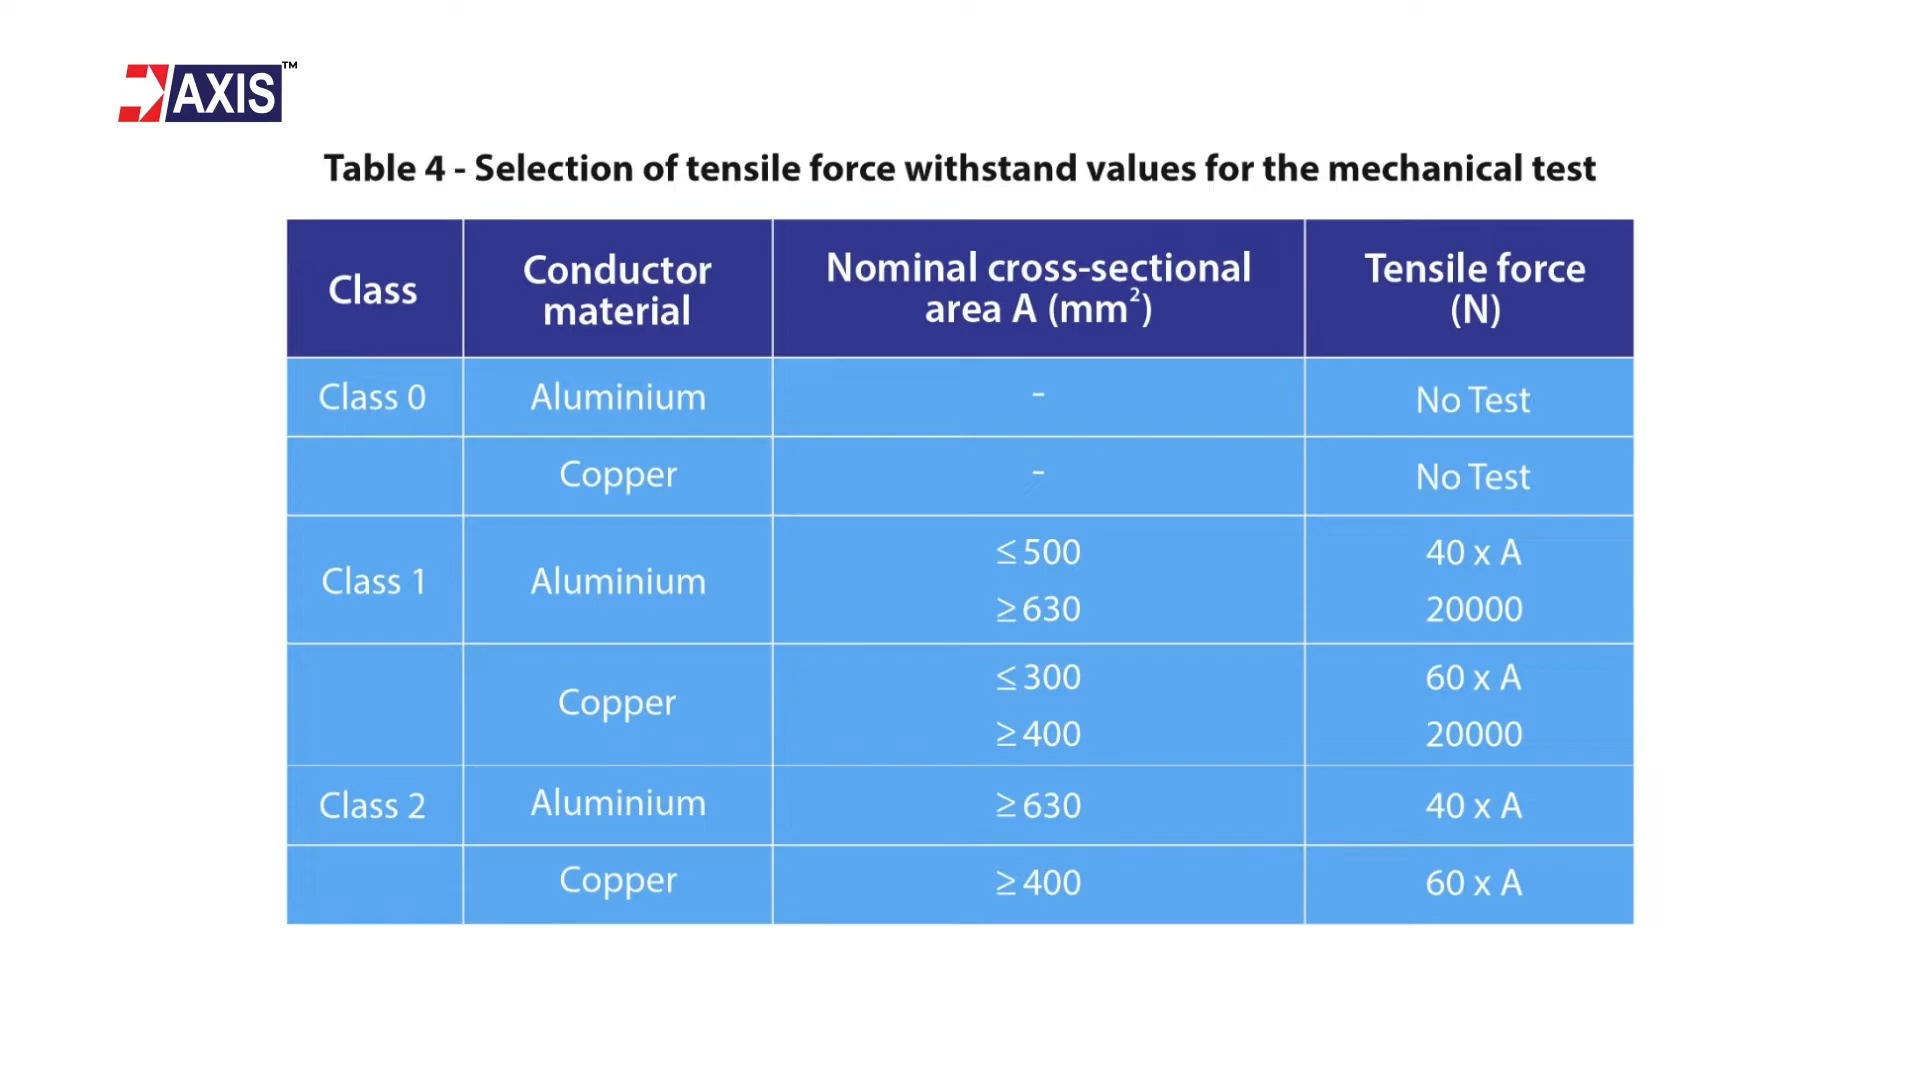 AXIS™
Table 4 - Selection of tensile force withstand values for the mechanical test
Class Conductor material Nominal cross-sectional area A (mm²) Tensile force (N)
Class 0 Aluminium - No Test
Copper - No Test
Class 1 Aluminium ≤ 500 40 x A
≥ 630 20000
Copper ≤ 300 60 x A
≥ 400 20000
Class 2 Aluminium ≥ 630 40 x A
Copper ≥ 400 60 x A